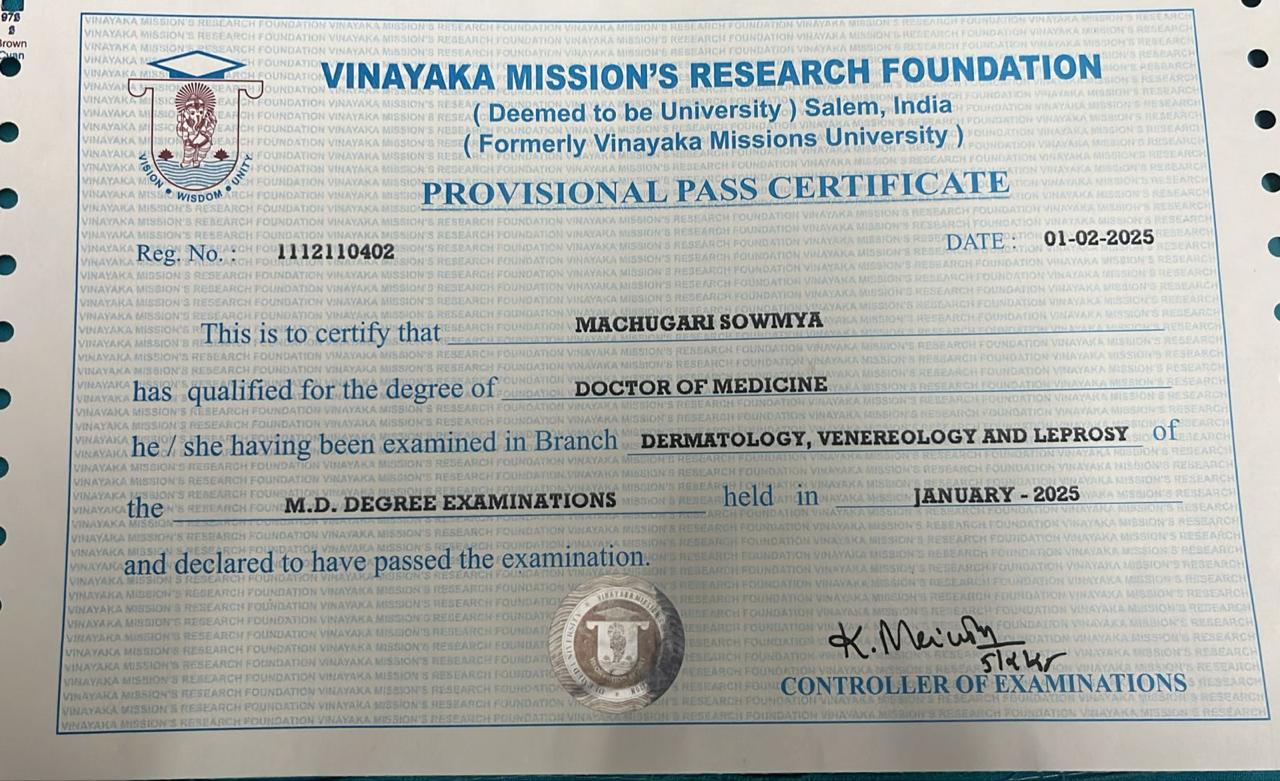 978
Brown
VINAYAKA MISSION'S RESEARCH FOUNDATION
( Deemed to be University ) Salem, India
( Formerly Vinayaka Missions University )
VISION • WISDOM • UNITY
PROVISIONAL PASS CERTIFICATE
Reg. No. : 1112110402 DATE : 01-02-2025
This is to certify that MACHUGARI SOWMYA
has qualified for the degree of DOCTOR OF MEDICINE
he / she having been examined in Branch DERMATOLOGY, VENEREOLOGY AND LEPROSY of
the M.D. DEGREE EXAMINATIONS held in JANUARY - 2025
and declared to have passed the examination.
CONTROLLER OF EXAMINATIONS